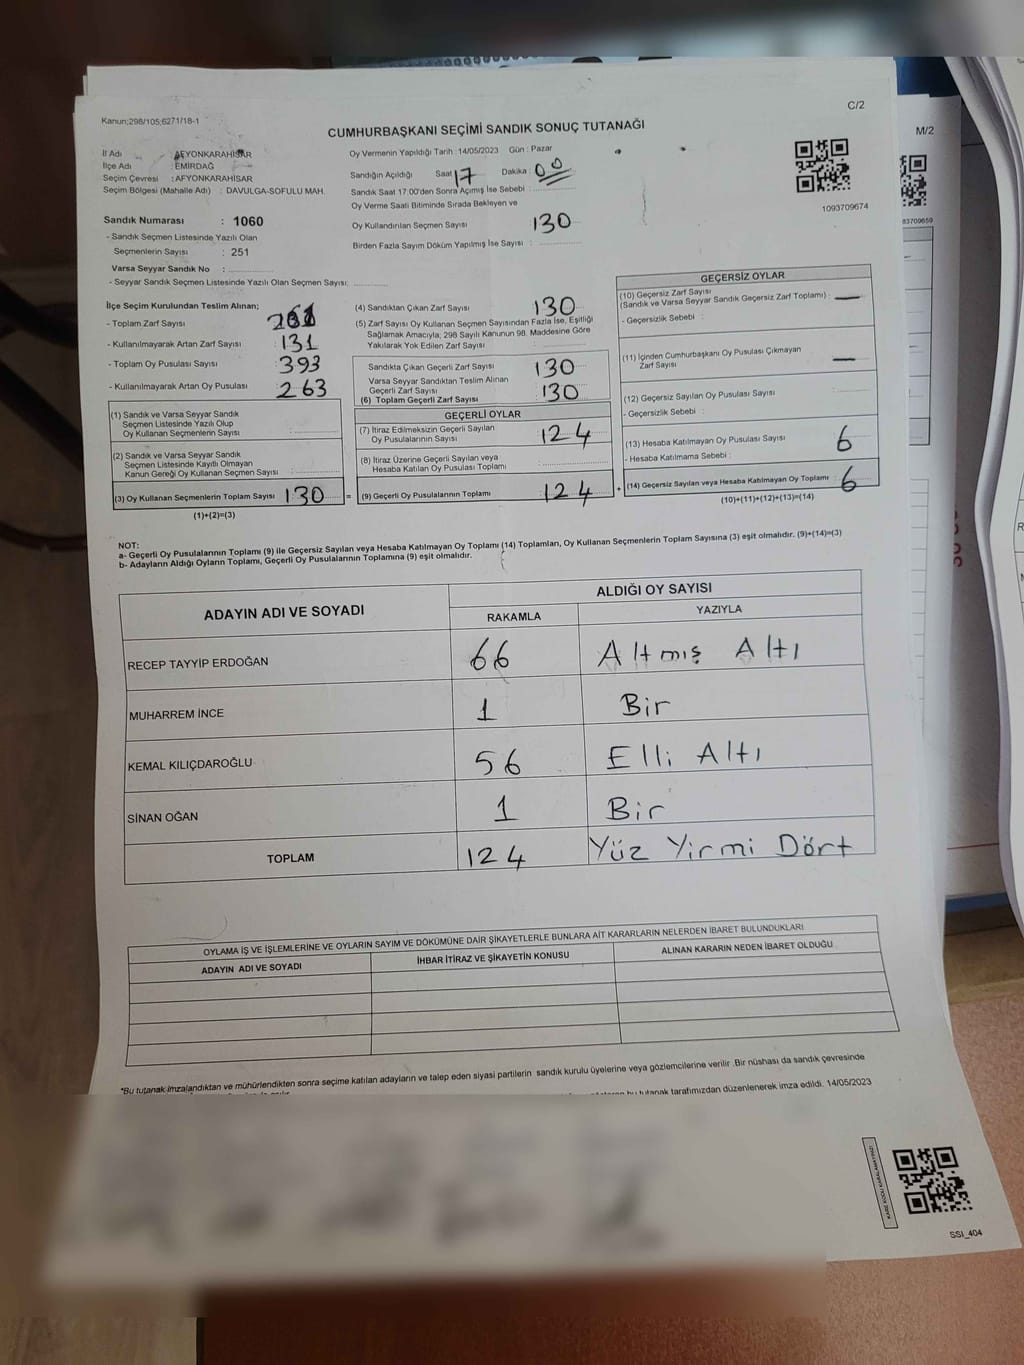 Kanun;298/105;6271/18-1
C/2
M/2
CUMHURBAŞKANI SEÇİMİ SANDIK SONUÇ TUTANAĞI
İl Adı : AFYONKARAHİSAR
İlçe Adı : EMİRDAĞ
Seçim Çevresi : AFYONKARAHİSAR
Seçim Bölgesi (Mahalle Adı) : DAVULGA-SOFULU MAH.
Oy Vermenin Yapıldığı Tarih : 14/05/2023 Gün : Pazar
Sandığın Açıldığı Saat 17 Dakika : 00
Sandık Saat 17.00'den Sonra Açılmış İse Sebebi :
Oy Verme Saati Bitiminde Sırada Bekleyen ve
Oy Kullandırılan Seçmen Sayısı 130
Birden Fazla Sayım Döküm Yapılmış İse Sayısı :
1093709674
83709659
Sandık Numarası : 1060
- Sandık Seçmen Listesinde Yazılı Olan
Seçmenlerin Sayısı : 251
Varsa Seyyar Sandık No :
- Seyyar Sandık Seçmen Listesinde Yazılı Olan Seçmen Sayısı:
İlçe Seçim Kurulundan Teslim Alınan;
- Toplam Zarf Sayısı
- Kullanılmayarak Artan Zarf Sayısı : 131
- Toplam Oy Pusulası Sayısı : 393
- Kullanılmayarak Artan Oy Pusulası : 263
(1) Sandık ve Varsa Seyyar Sandık
Seçmen Listesinde Yazılı Olup
Oy Kullanan Seçmenlerin Sayısı :
(2) Sandık ve Varsa Seyyar Sandık
Seçmen Listesinde Kayıtlı Olmayan
Kanun Gereği Oy Kullanan Seçmen Sayısı :
(3) Oy Kullanan Seçmenlerin Toplam Sayısı 130 =
(1)+(2)=(3)
(4) Sandıktan Çıkan Zarf Sayısı 130
(5) Zarf Sayısı Oy Kullanan Seçmen Sayısından Fazla İse, Eşitliği
Sağlamak Amacıyla, 298 Sayılı Kanunun 98. Maddesine Göre
Yakılarak Yok Edilen Zarf Sayısı :
Sandıkta Çıkan Geçerli Zarf Sayısı 130
Varsa Seyyar Sandıktan Teslim Alınan
Geçerli Zarf Sayısı
(6) Toplam Geçerli Zarf Sayısı 130
GEÇERLİ OYLAR
(7) İtiraz Edilmeksizin Geçerli Sayılan
Oy Pusulalarının Sayısı 124
(8) İtiraz Üzerine Geçerli Sayılan veya
Hesaba Katılan Oy Pusulası Toplamı
(9) Geçerli Oy Pusulalarının Toplamı 124 +
GEÇERSİZ OYLAR
(10) Geçersiz Zarf Sayısı
(Sandık ve Varsa Seyyar Sandık Geçersiz Zarf Toplamı) : —
- Geçersizlik Sebebi :
(11) İçinden Cumhurbaşkanı Oy Pusulası Çıkmayan
Zarf Sayısı —
(12) Geçersiz Sayılan Oy Pusulası Sayısı
- Geçersizlik Sebebi :
(13) Hesaba Katılmayan Oy Pusulası Sayısı 6
- Hesaba Katılmama Sebebi :
(14) Geçersiz Sayılan veya Hesaba Katılmayan Oy Toplamı 6
(10)+(11)+(12)+(13)=(14)
NOT:
a- Geçerli Oy Pusulalarının Toplamı (9) ile Geçersiz Sayılan veya Hesaba Katılmayan Oy Toplamı (14) Toplamları, Oy Kullanan Seçmenlerin Toplam Sayısına (3) eşit olmalıdır. (9)+(14)=(3)
b- Adayların Aldığı Oyların Toplamı, Geçerli Oy Pusulalarının Toplamına (9) eşit olmalıdır.
ADAYIN ADI VE SOYADI ALDIĞI OY SAYISI
RAKAMLA YAZIYLA
RECEP TAYYİP ERDOĞAN 66 Altmış Altı
MUHARREM İNCE 1 Bir
KEMAL KILIÇDAROĞLU 56 Elli Altı
SİNAN OĞAN 1 Bir
TOPLAM 124 Yüz Yirmi Dört
OYLAMA İŞ VE İŞLEMLERİNE VE OYLARIN SAYIM VE DÖKÜMÜNE DAİR ŞİKAYETLERLE BUNLARA AİT KARARLARIN NELERDEN İBARET BULUNDUKLARI
ADAYIN ADI VE SOYADI İHBAR İTİRAZ VE ŞİKAYETİN KONUSU ALINAN KARARIN NEDEN İBARET OLDUĞU
*Bu tutanak imzalandıktan ve mühürlendikten sonra seçime katılan adayların ve talep eden siyasi partilerin sandık kurulu üyelerine veya gözlemcilerine verilir. Bir nüshası da sandık çevresinde
bu tutanak tarafımızdan düzenlenerek imza edildi. 14/05/2023
KARE KODU KARALAMAYINIZ!
SSI_404